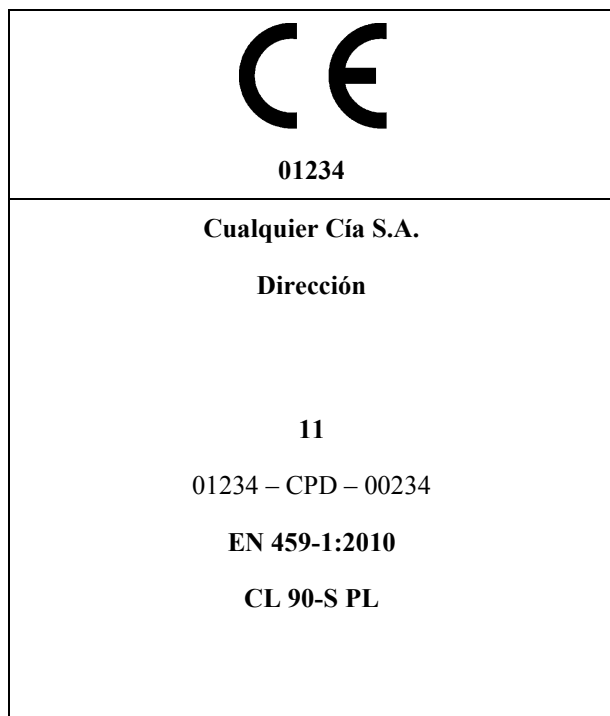 CE
01234
Cualquier Cía S.A.
Dirección
11
01234 – CPD – 00234
EN 459-1:2010
CL 90-S PL